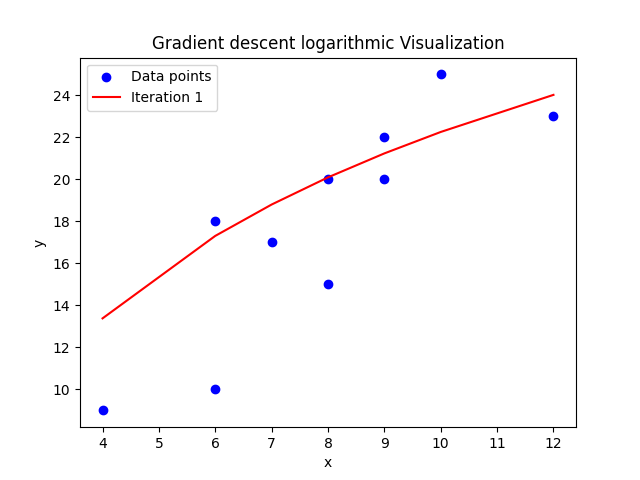 Gradient descent logarithmic Visualization
Data points
Iteration 1
24
22
20
18
16
14
12
10
y
4 5 6 7 8 9 10 11 12
x